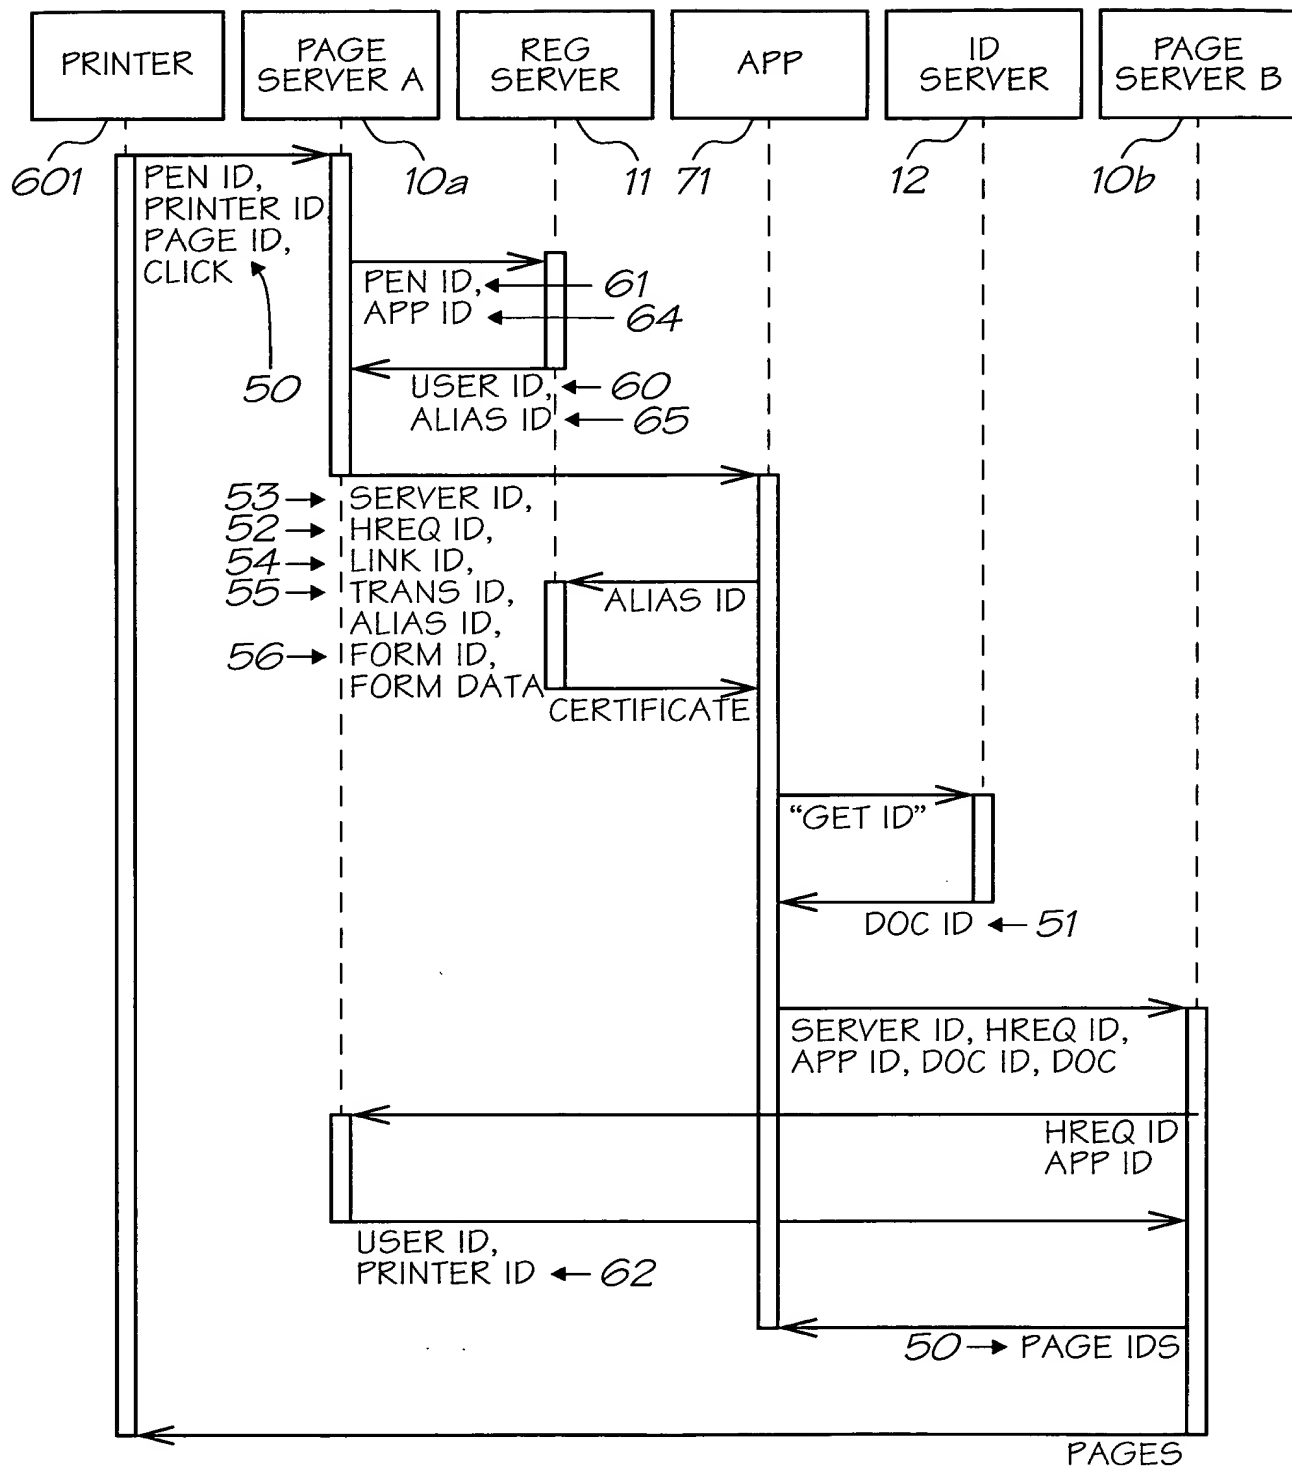 PRINTER
PAGE
SERVER A
REG
SERVER
APP
ID
SERVER
PAGE
SERVER B
601
10a
11
71
12
10b
PEN ID,
PRINTER ID
PAGE ID,
CLICK
50
PEN ID,
61
APP ID
64
USER ID,
60
ALIAS ID
65
53
SERVER ID,
52
HREQ ID,
54
LINK ID,
55
TRANS ID,
ALIAS ID,
56
FORM ID,
FORM DATA
ALIAS ID
CERTIFICATE
“GET ID”
DOC ID
51
SERVER ID, HREQ ID,
APP ID, DOC ID, DOC
HREQ ID
APP ID
USER ID,
PRINTER ID
62
50
PAGE IDS
PAGES